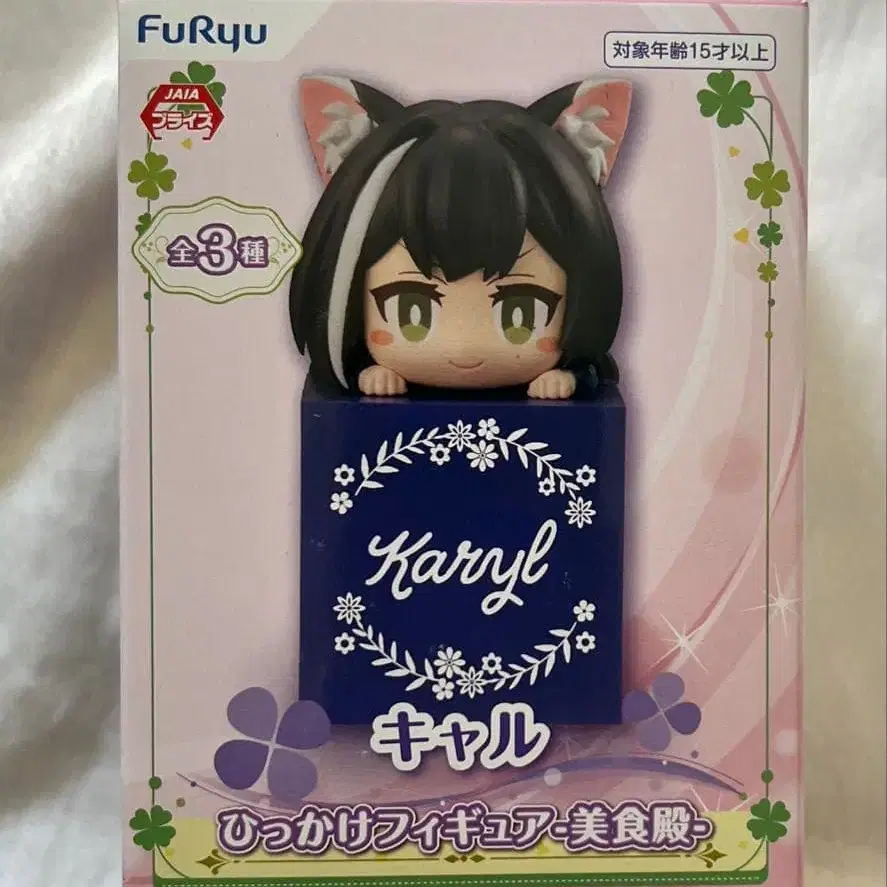 FuRyu
対象年齢15才以上
JAIA
プライズ
全3種
Karyl
キャル
ひっかけフィギュア-美食殿-